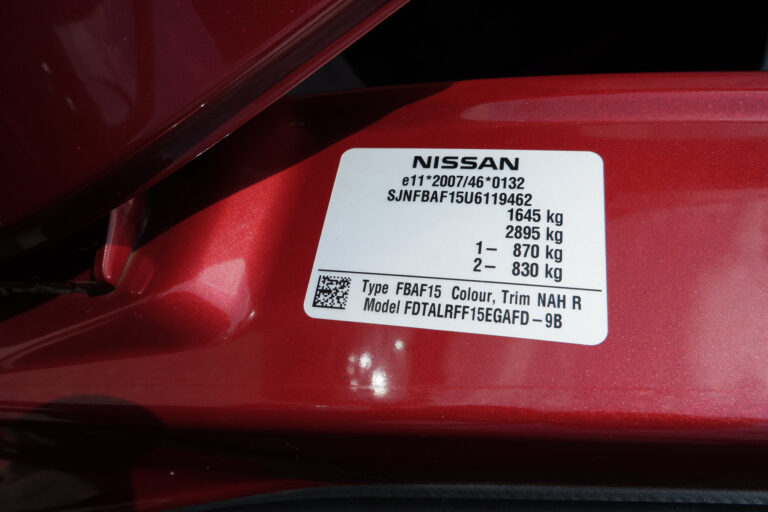 NISSAN
e11*2007/46*0132
SJNFBAF15U6119462
1645 kg
2895 kg
1- 870 kg
2- 830 kg
Type FBAF15 Colour, Trim NAH R
Model FDTALRFF15EGAFD-9B